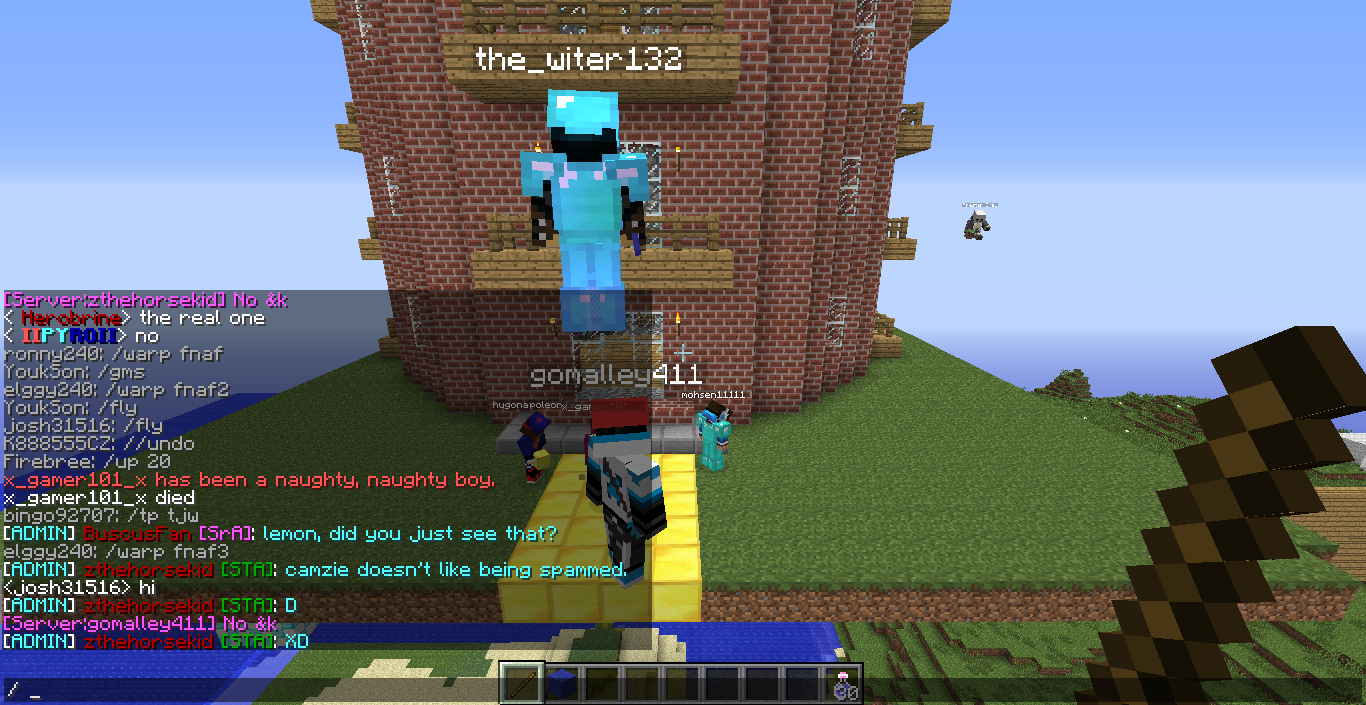 the_witer132
[Server:zthehorsekid] No &k
< Herobrine> the real one
< IIPYROII> no
ronny240: /warp fnaf
YoukSon: /gms
elggy240: /warp fnaf2
YoukSon: /fly
josh31516: /fly
K888555CZ: //undo
Firebree: /up 20
x_gamer101_x has been a naughty, naughty boy.
x_gamer101_x died
bingo92707: /tp tjw
[ADMIN] BuscusFan [SrA]: lemon, did you just see that?
elggy240: /warp fnaf3
[ADMIN] zthehorsekid [STA]: camzie doesn't like being spammed.
<josh31516> hi
[ADMIN] zthehorsekid [STA]: D
[Server:gomalley411] No &k
[ADMIN] zthehorsekid [STA]: XD
/ _
gomalley411
mohsen11111
hugonapoleon
80